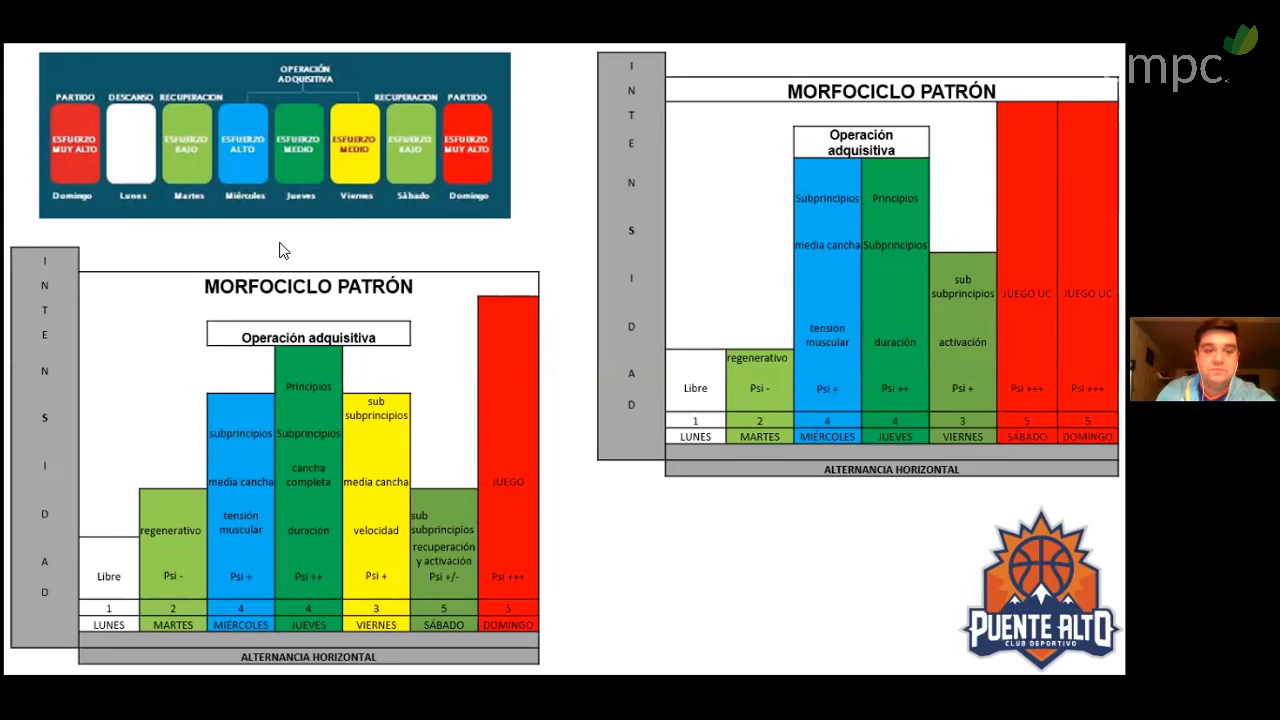 mpc
OPERACIÓN
ADQUISITIVA
PARTIDO DESCANSO RECUPERACION RECUPERACION PARTIDO
ESFUERZO
MUY ALTO
ESFUERZO
BAJO
ESFUERZO
ALTO
ESFUERZO
MEDIO
ESFUERZO
MEDIO
ESFUERZO
BAJO
ESFUERZO
MUY ALTO
Domingo Lunes Martes Miércoles Jueves Viernes Sábado Domingo
I
N
T
E
N
S
I
D
A
D
MORFOCICLO PATRÓN
Operación adquisitiva
Libre
regenerativo
Psi -
subprincipios
media cancha
tensión
muscular
Psi +
Principios
Subprincipios
cancha
completa
duración
Psi ++
sub
subprincipios
media cancha
velocidad
Psi +
sub
subprincipios
recuperación
y activación
Psi +/-
JUEGO
Psi +++
1 2 4 4 3 5 5
LUNES MARTES MIÉRCOLES JUEVES VIERNES SÁBADO DOMINGO
ALTERNANCIA HORIZONTAL
I
N
T
E
N
S
I
D
A
D
MORFOCICLO PATRÓN
Operación
adquisitiva
Libre
regenerativo
Psi -
Subprincipios
media cancha
tensión
muscular
Psi +
Principios
Subprincipios
duración
Psi ++
sub
subprincipios
activación
Psi +
JUEGO UC
Psi +++
JUEGO UC
Psi +++
1 2 4 4 3 5 5
LUNES MARTES MIÉRCOLES JUEVES VIERNES SÁBADO DOMINGO
ALTERNANCIA HORIZONTAL
PUENTE ALTO
CLUB DEPORTIVO